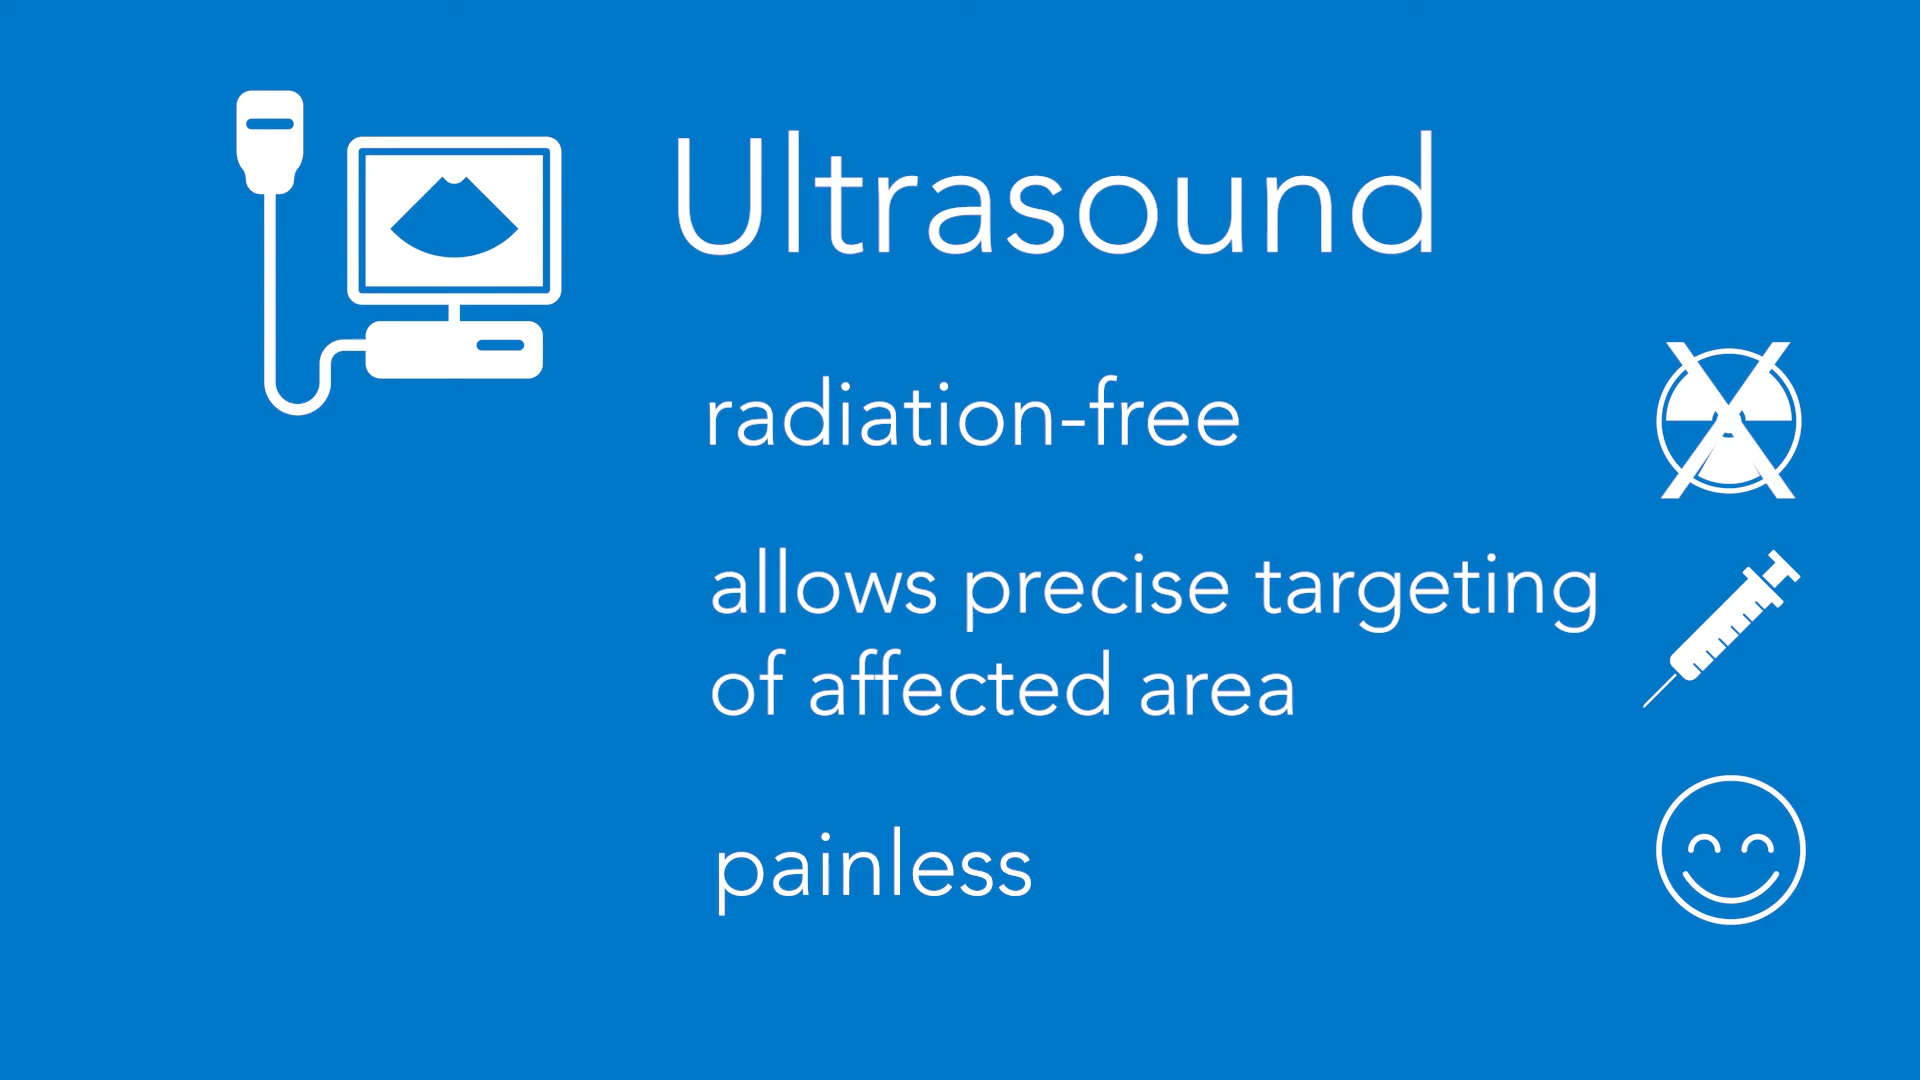 Ultrasound
radiation-free
allows precise targeting
of affected area
painless